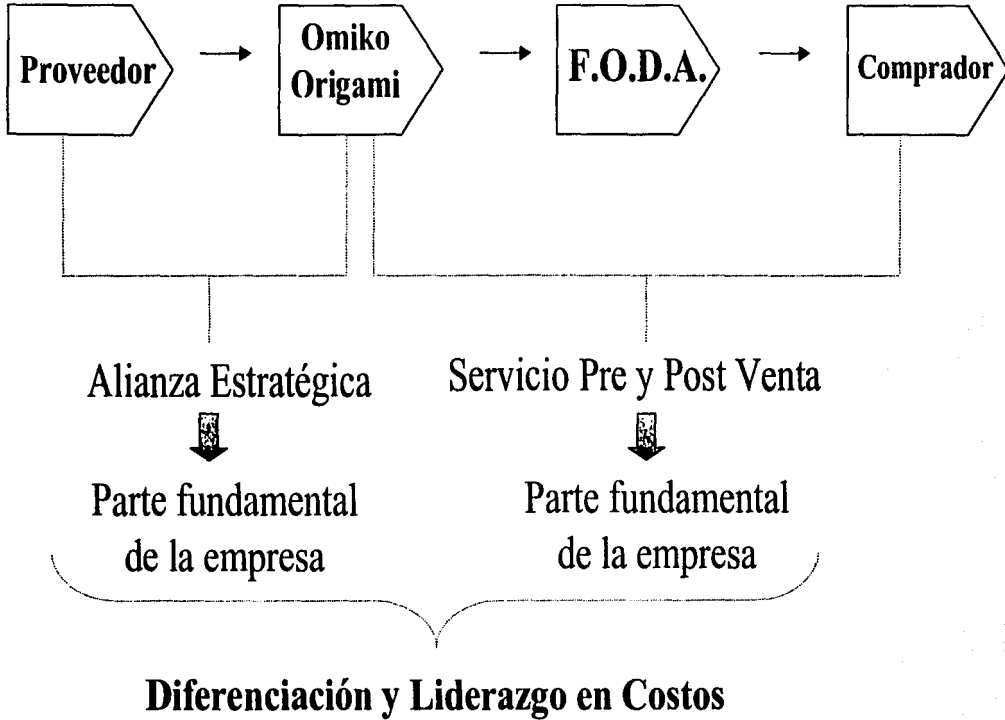 Proveedor
Omiko
Origami
F.O.D.A.
Comprador
Alianza Estratégica
Servicio Pre y Post Venta
Parte fundamental
de la empresa
Parte fundamental
de la empresa
Diferenciación y Liderazgo en Costos